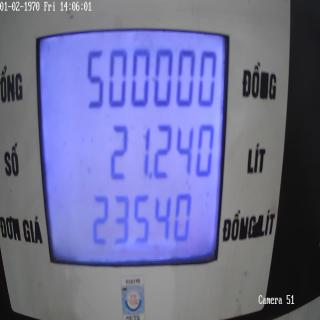 01-02-1970 Fri 14:06:01
ỔNG 500000 ĐỒNG
SỐ 21.240 LÍT
ĐƠN GIÁ 23540 ĐỒNG/LÍT
Camera 51